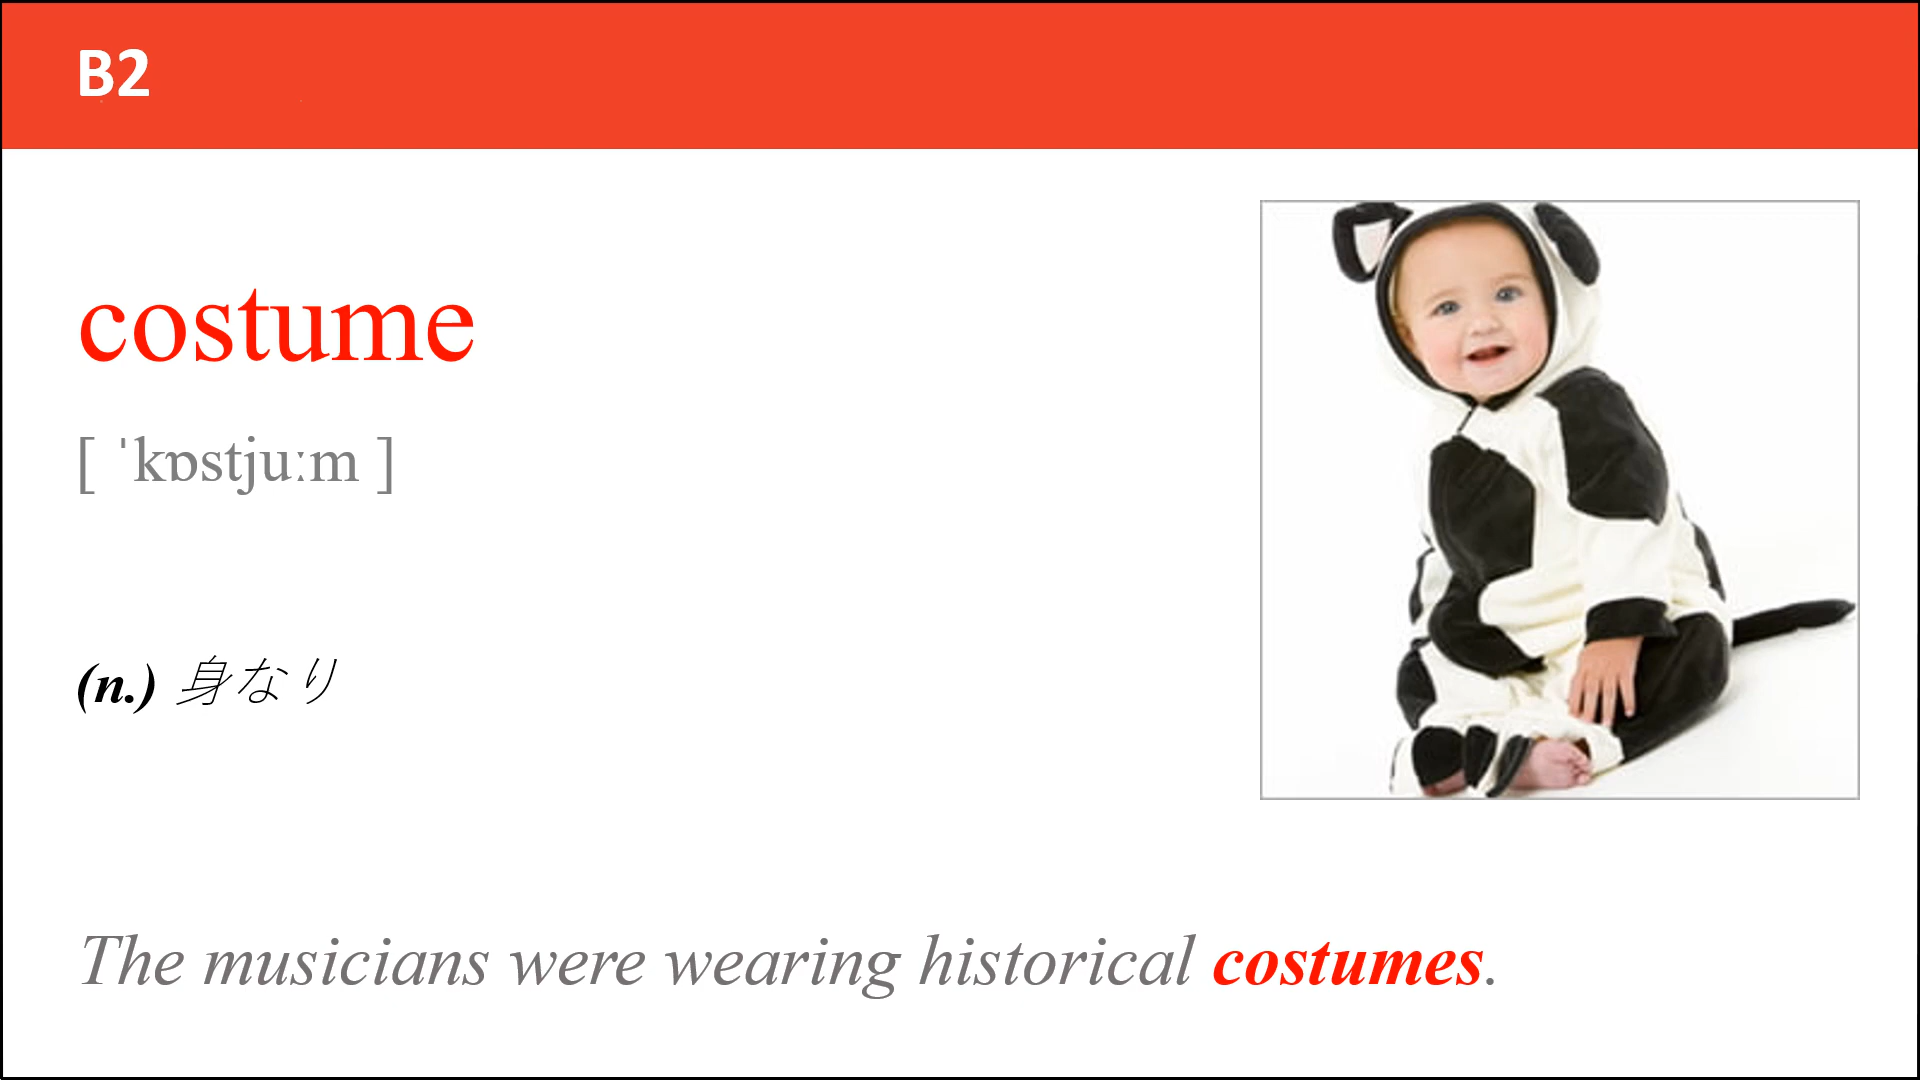 B2
costume
[ ˈkɒstjuːm ]
(n.) 身なり
The musicians were wearing historical costumes.